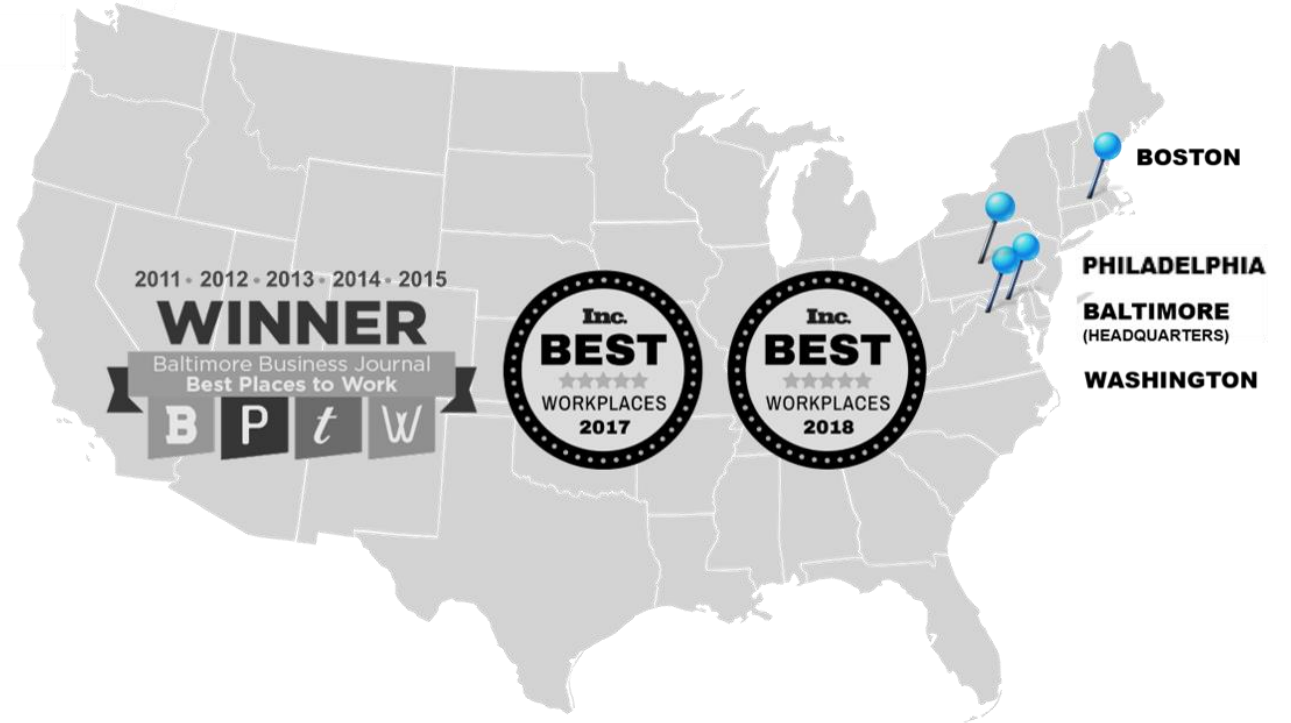 2011 • 2012 • 2013 • 2014 • 2015
WINNER
Baltimore Business Journal
Best Places to Work
B P t W
Inc.
BEST
WORKPLACES
2017
Inc.
BEST
WORKPLACES
2018
BOSTON
PHILADELPHIA
BALTIMORE
(HEADQUARTERS)
WASHINGTON